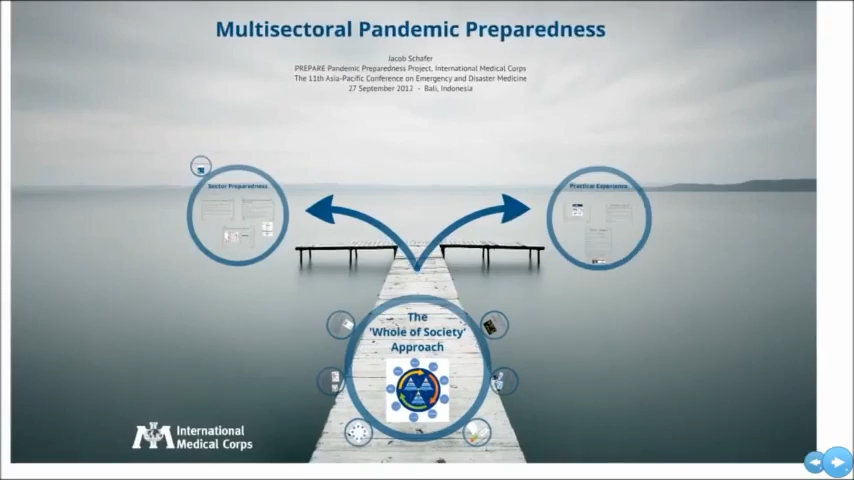 Multisectoral Pandemic Preparedness
Jacob Schafer
PREPARE Pandemic Preparedness Project, International Medical Corps
The 11th Asia-Pacific Conference on Emergency and Disaster Medicine
27 September 2012 - Bali, Indonesia
Sector Preparedness
Practical Experience
The
'Whole of Society'
Approach
International
Medical Corps